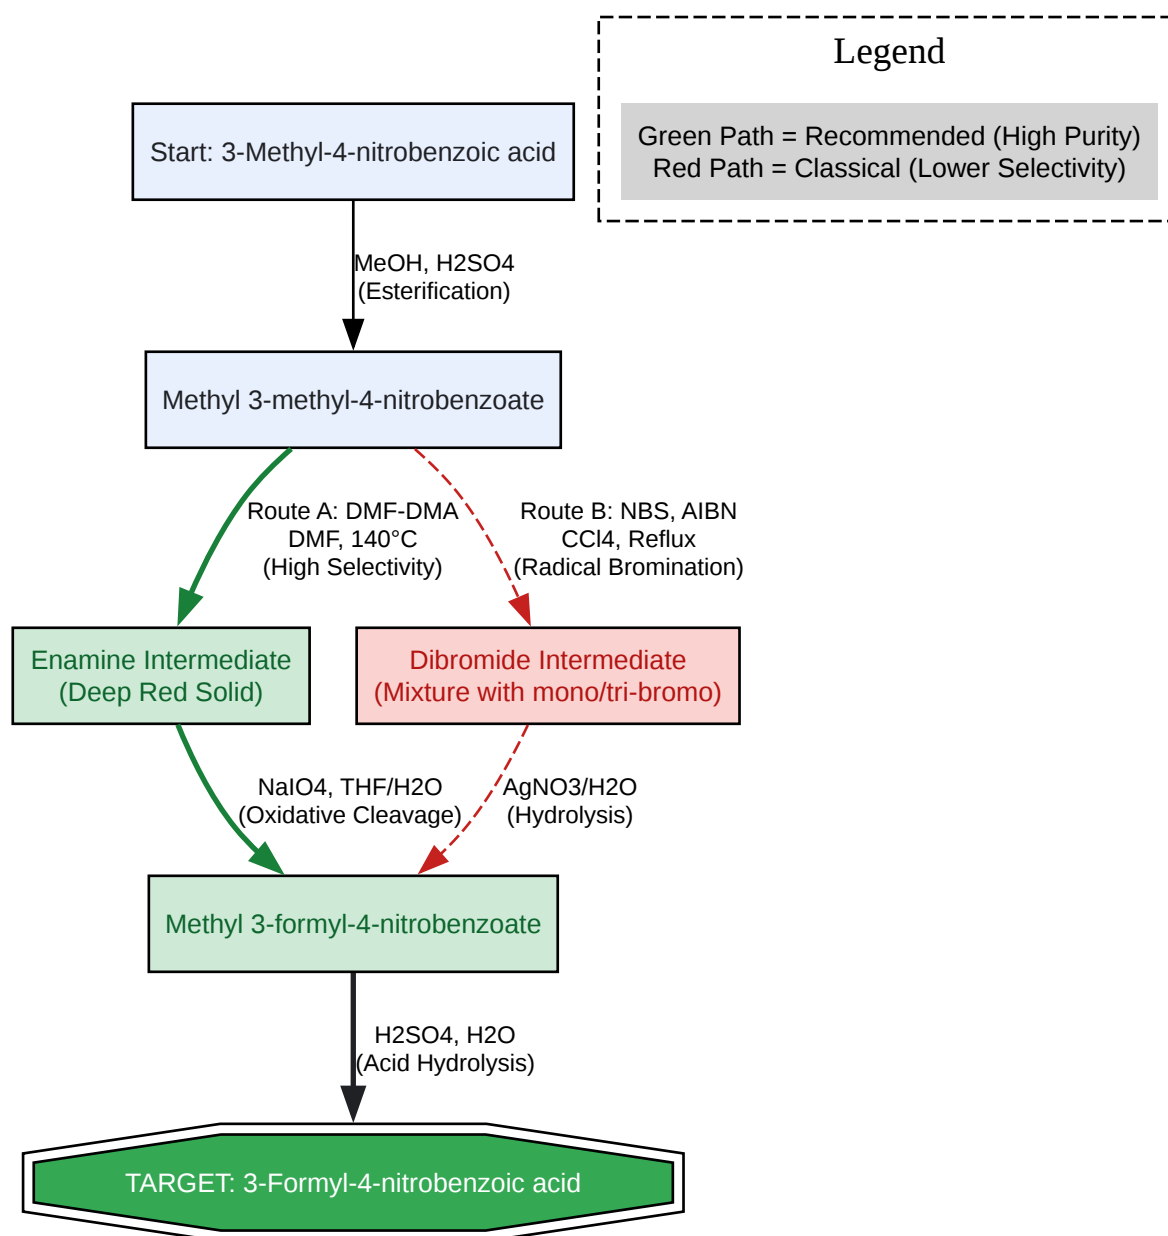 Legend
Green Path = Recommended (High Purity)
Red Path = Classical (Lower Selectivity)
Start: 3-Methyl-4-nitrobenzoic acid
MeOH, H2SO4
(Esterification)
Methyl 3-methyl-4-nitrobenzoate
Route A: DMF-DMA
DMF, 140°C
(High Selectivity)
Route B: NBS, AIBN
CCl4, Reflux
(Radical Bromination)
Enamine Intermediate
(Deep Red Solid)
Dibromide Intermediate
(Mixture with mono/tri-bromo)
NaIO4, THF/H2O
(Oxidative Cleavage)
AgNO3/H2O
(Hydrolysis)
Methyl 3-formyl-4-nitrobenzoate
H2SO4, H2O
(Acid Hydrolysis)
TARGET: 3-Formyl-4-nitrobenzoic acid